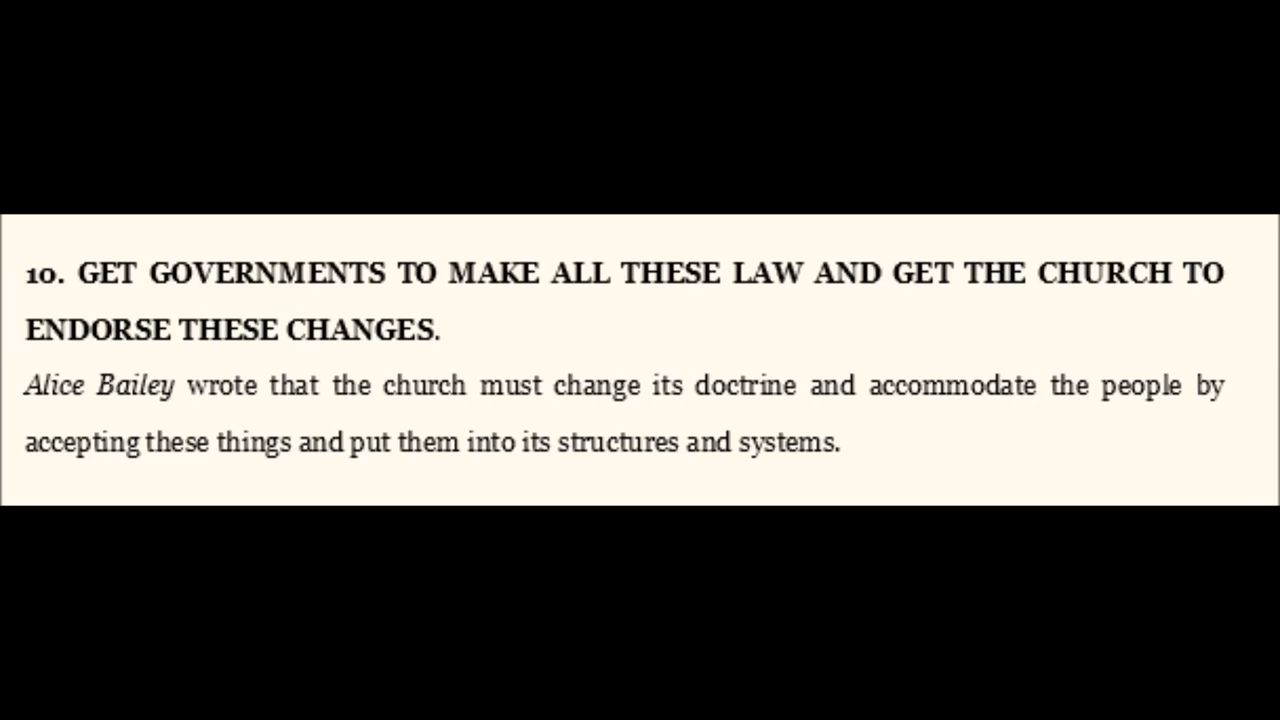 10. GET GOVERNMENTS TO MAKE ALL THESE LAW AND GET THE CHURCH TO
ENDORSE THESE CHANGES.
Alice Bailey wrote that the church must change its doctrine and accommodate the people by
accepting these things and put them into its structures and systems.